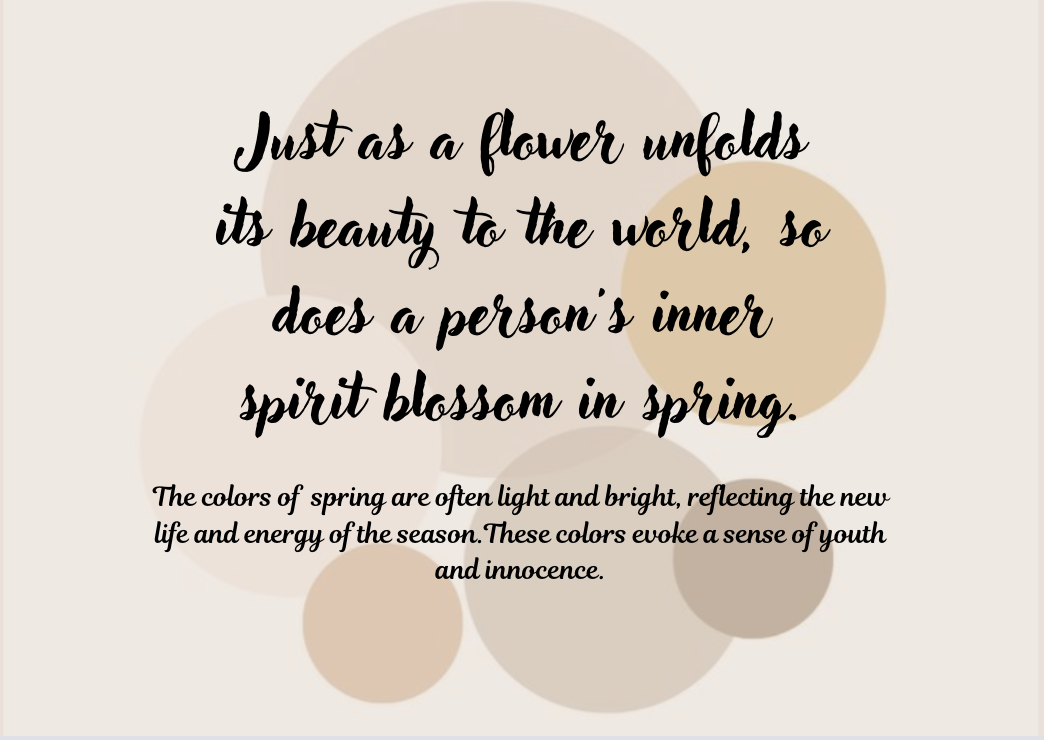 Just as a flower unfolds
its beauty to the world, so
does a person's inner
spirit blossom in spring.
The colors of spring are often light and bright, reflecting the new
life and energy of the season.These colors evoke a sense of youth
and innocence.